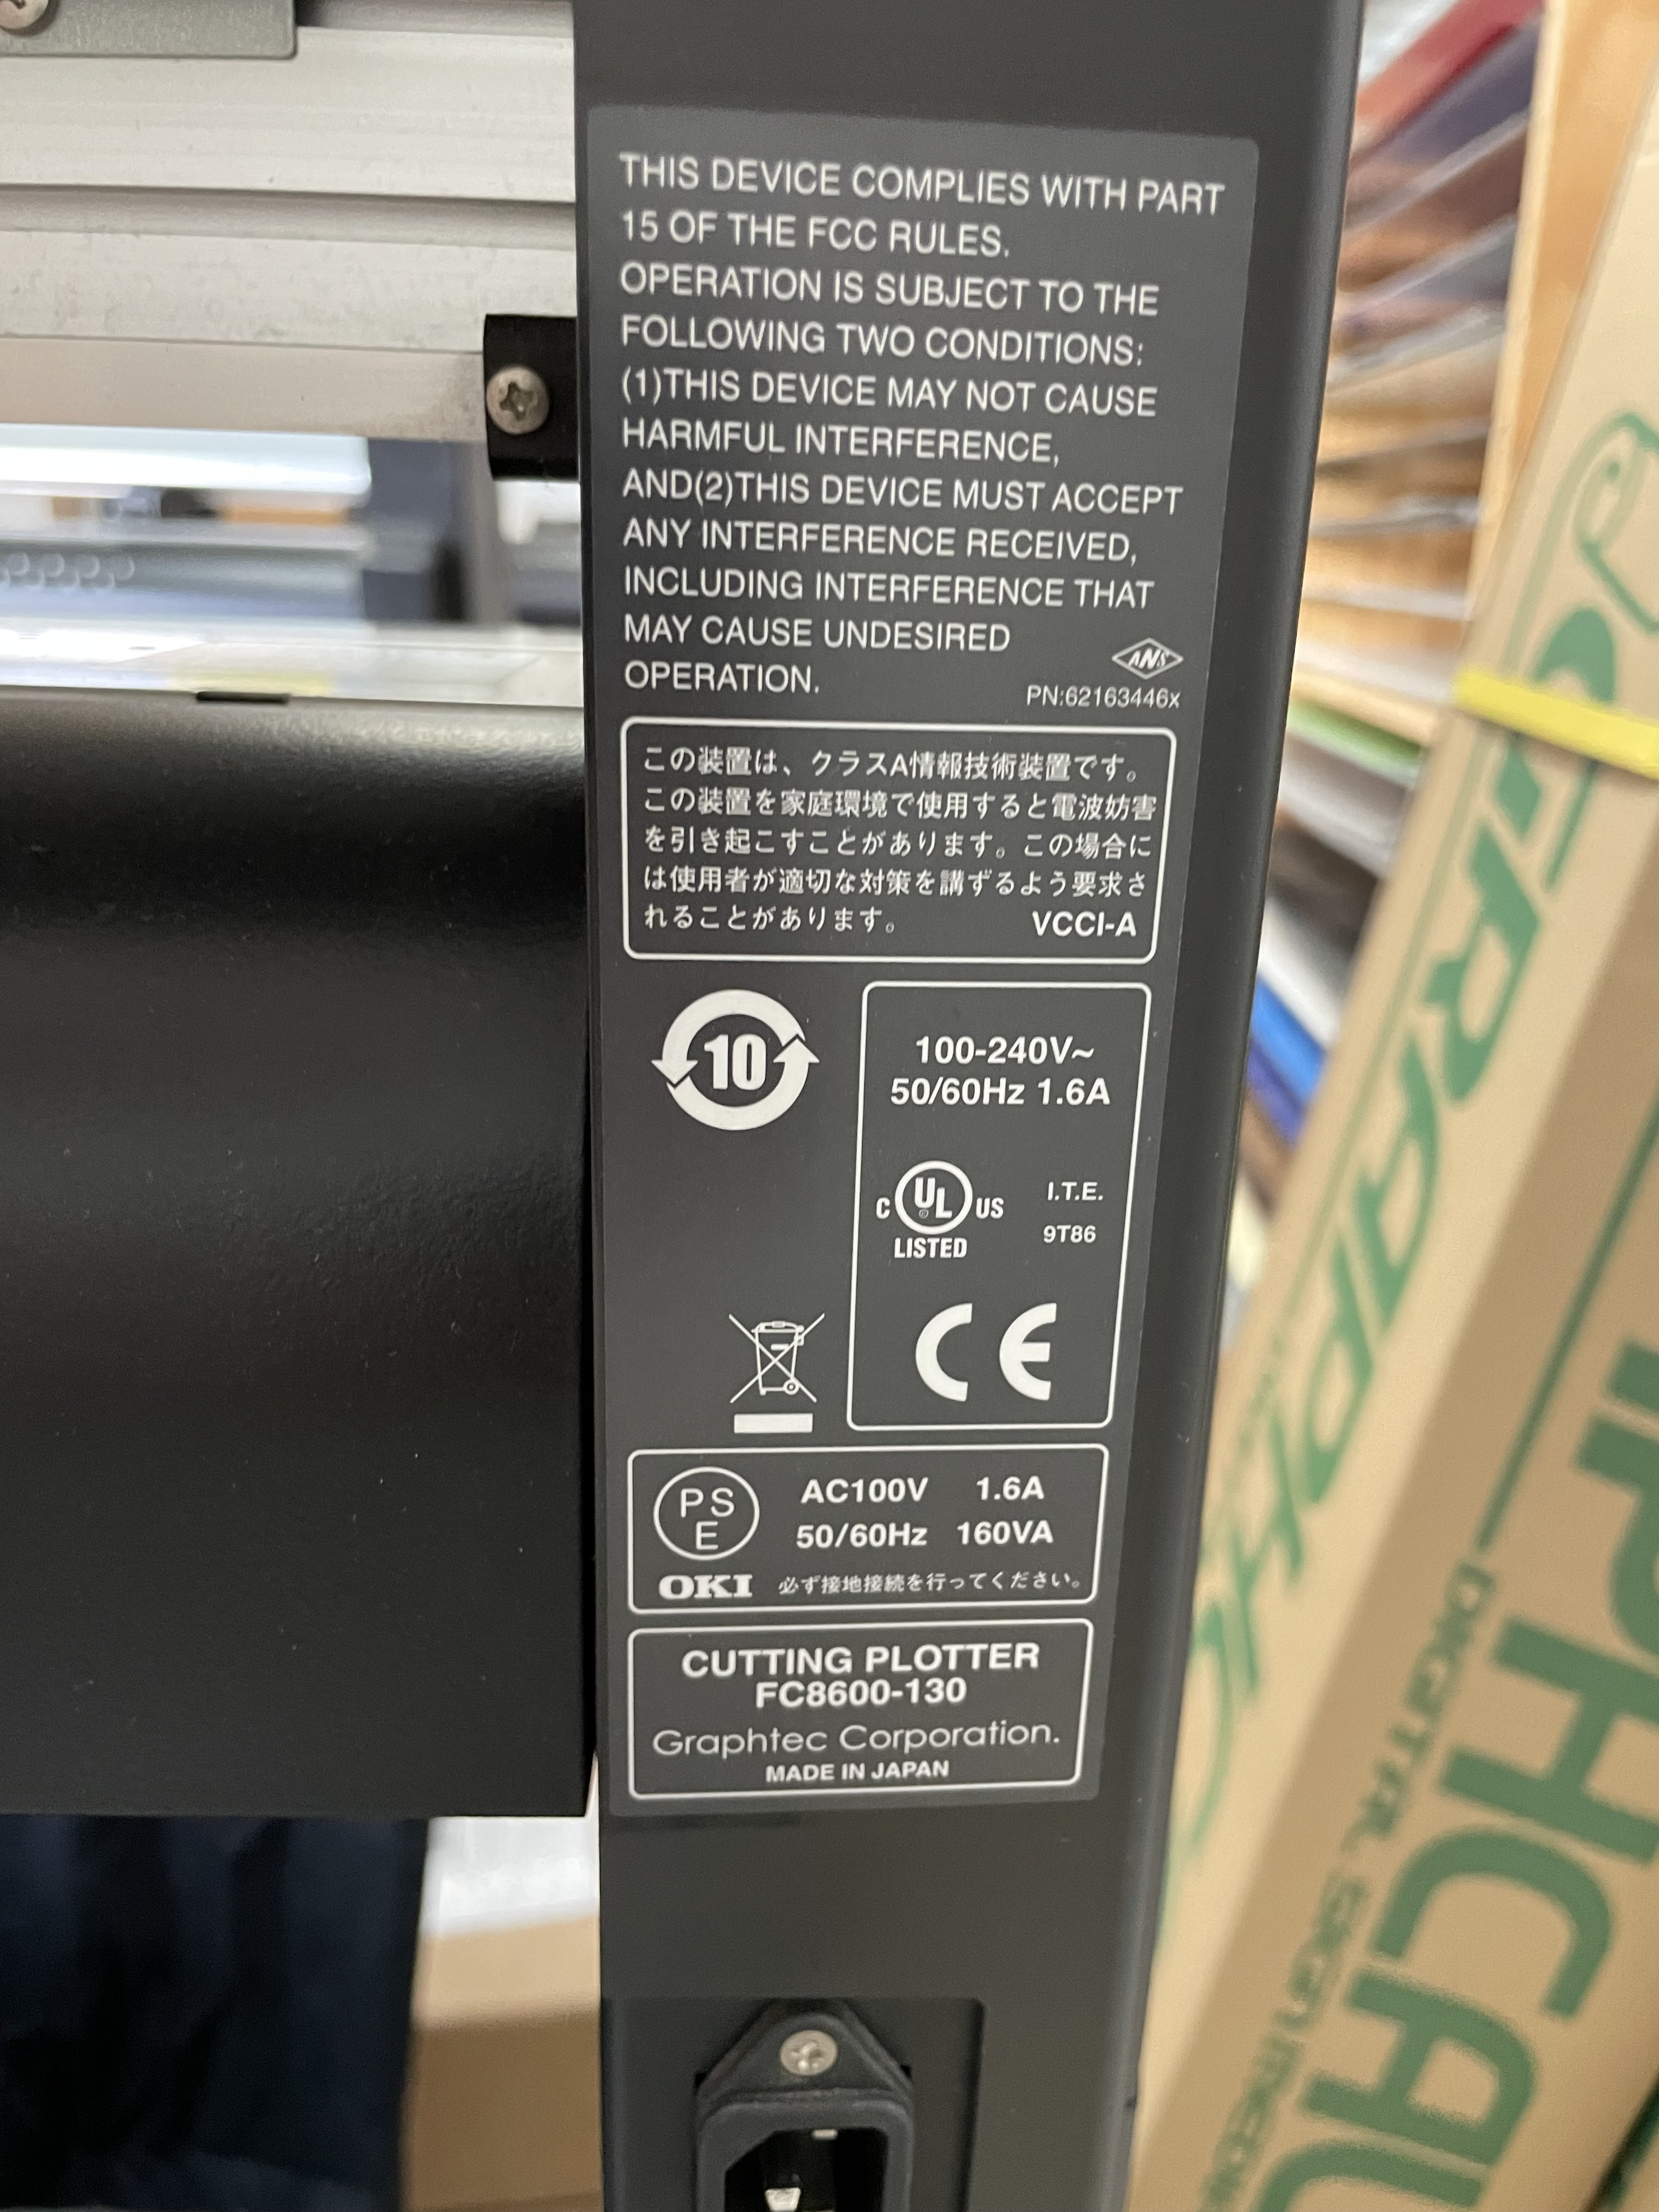 THIS DEVICE COMPLIES WITH PART
15 OF THE FCC RULES.
OPERATION IS SUBJECT TO THE
FOLLOWING TWO CONDITIONS:
(1)THIS DEVICE MAY NOT CAUSE
HARMFUL INTERFERENCE,
AND(2)THIS DEVICE MUST ACCEPT
ANY INTERFERENCE RECEIVED,
INCLUDING INTERFERENCE THAT
MAY CAUSE UNDESIRED
OPERATION.
ANS
PN:62163446x
この装置は、クラスA情報技術装置です。
この装置を家庭環境で使用すると電波妨害
を引き起こすことがあります。この場合に
は使用者が適切な対策を講ずるよう要求さ
れることがあります。 VCCI-A
10
100-240V~
50/60Hz 1.6A
C UL US
LISTED
I.T.E.
9T86
CE
PS
E
AC100V 1.6A
50/60Hz 160VA
OKI 必ず接地接続を行ってください。
CUTTING PLOTTER
FC8600-130
Graphtec Corporation.
MADE IN JAPAN
DIGITAL SIGN MEDIA